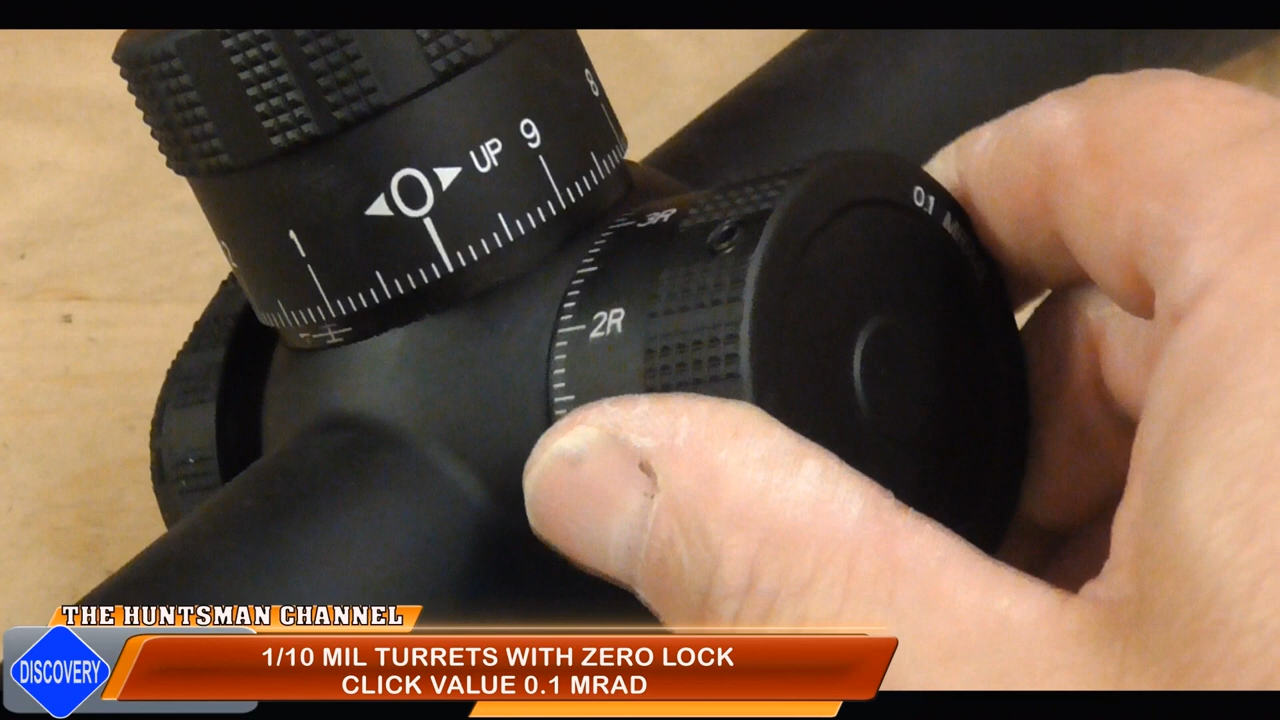 8
9
UP
0
1
2
3R
2R
0.1
THE HUNTSMAN CHANNEL
DISCOVERY
1/10 MIL TURRETS WITH ZERO LOCK
CLICK VALUE 0.1 MRAD